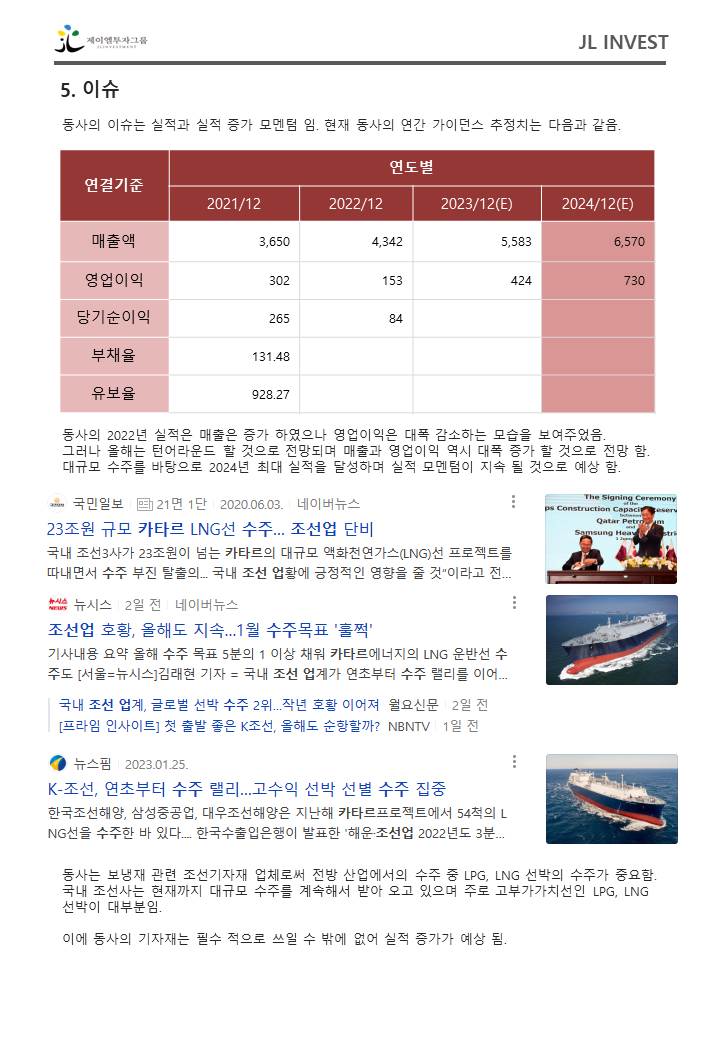 제이엘투자그룹
JL INVESTMENT
JL INVEST
5. 이슈
동사의 이슈는 실적과 실적 증가 모멘텀 임. 현재 동사의 연간 가이던스 추정치는 다음과 같음.
연결기준 연도별
2021/12 2022/12 2023/12(E) 2024/12(E)
매출액 3,650 4,342 5,583 6,570
영업이익 302 153 424 730
당기순이익 265 84
부채율 131.48
유보율 928.27
동사의 2022년 실적은 매출은 증가 하였으나 영업이익은 대폭 감소하는 모습을 보여주었음.
그러나 올해는 턴어라운드 할 것으로 전망되며 매출과 영업이익 역시 대폭 증가 할 것으로 전망 함.
대규모 수주를 바탕으로 2024년 최대 실적을 달성하며 실적 모멘텀이 지속 될 것으로 예상 함.
국민일보 21면 1단 2020.06.03. 네이버뉴스
23조원 규모 카타르 LNG선 수주... 조선업 단비
국내 조선3사가 23조원이 넘는 카타르의 대규모 액화천연가스(LNG)선 프로젝트를
따내면서 수주 부진 탈출의... 국내 조선 업황에 긍정적인 영향을 줄 것"이라고 전...
The Signing Ceremony
ps Construction Capacity Reserv
between
Qatar Petroleum
and
Samsung Heavy
뉴시스 2일 전 네이버뉴스
NEWS
조선업 호황, 올해도 지속...1월 수주목표 '훌쩍'
기사내용 요약 올해 수주 목표 5분의 1 이상 채워 카타르에너지의 LNG 운반선 수
주도 [서울=뉴시스]김래현 기자 = 국내 조선 업계가 연초부터 수주 랠리를 이어...
국내 조선 업계, 글로벌 선박 수주 2위...작년 호황 이어져 월요신문 2일 전
[프라임 인사이트] 첫 출발 좋은 K조선, 올해도 순항할까? NBNTV 1일 전
뉴스핌 2023.01.25.
K-조선, 연초부터 수주 랠리...고수익 선박 선별 수주 집중
한국조선해양, 삼성중공업, 대우조선해양은 지난해 카타르프로젝트에서 54척의 L
NG선을 수주한 바 있다.... 한국수출입은행이 발표한 '해운·조선업 2022년도 3분...
동사는 보냉재 관련 조선기자재 업체로써 전방 산업에서의 수주 중 LPG, LNG 선박의 수주가 중요함.
국내 조선사는 현재까지 대규모 수주를 계속해서 받아 오고 있으며 주로 고부가가치선인 LPG, LNG
선박이 대부분임.
이에 동사의 기자재는 필수 적으로 쓰일 수 밖에 없어 실적 증가가 예상 됨.